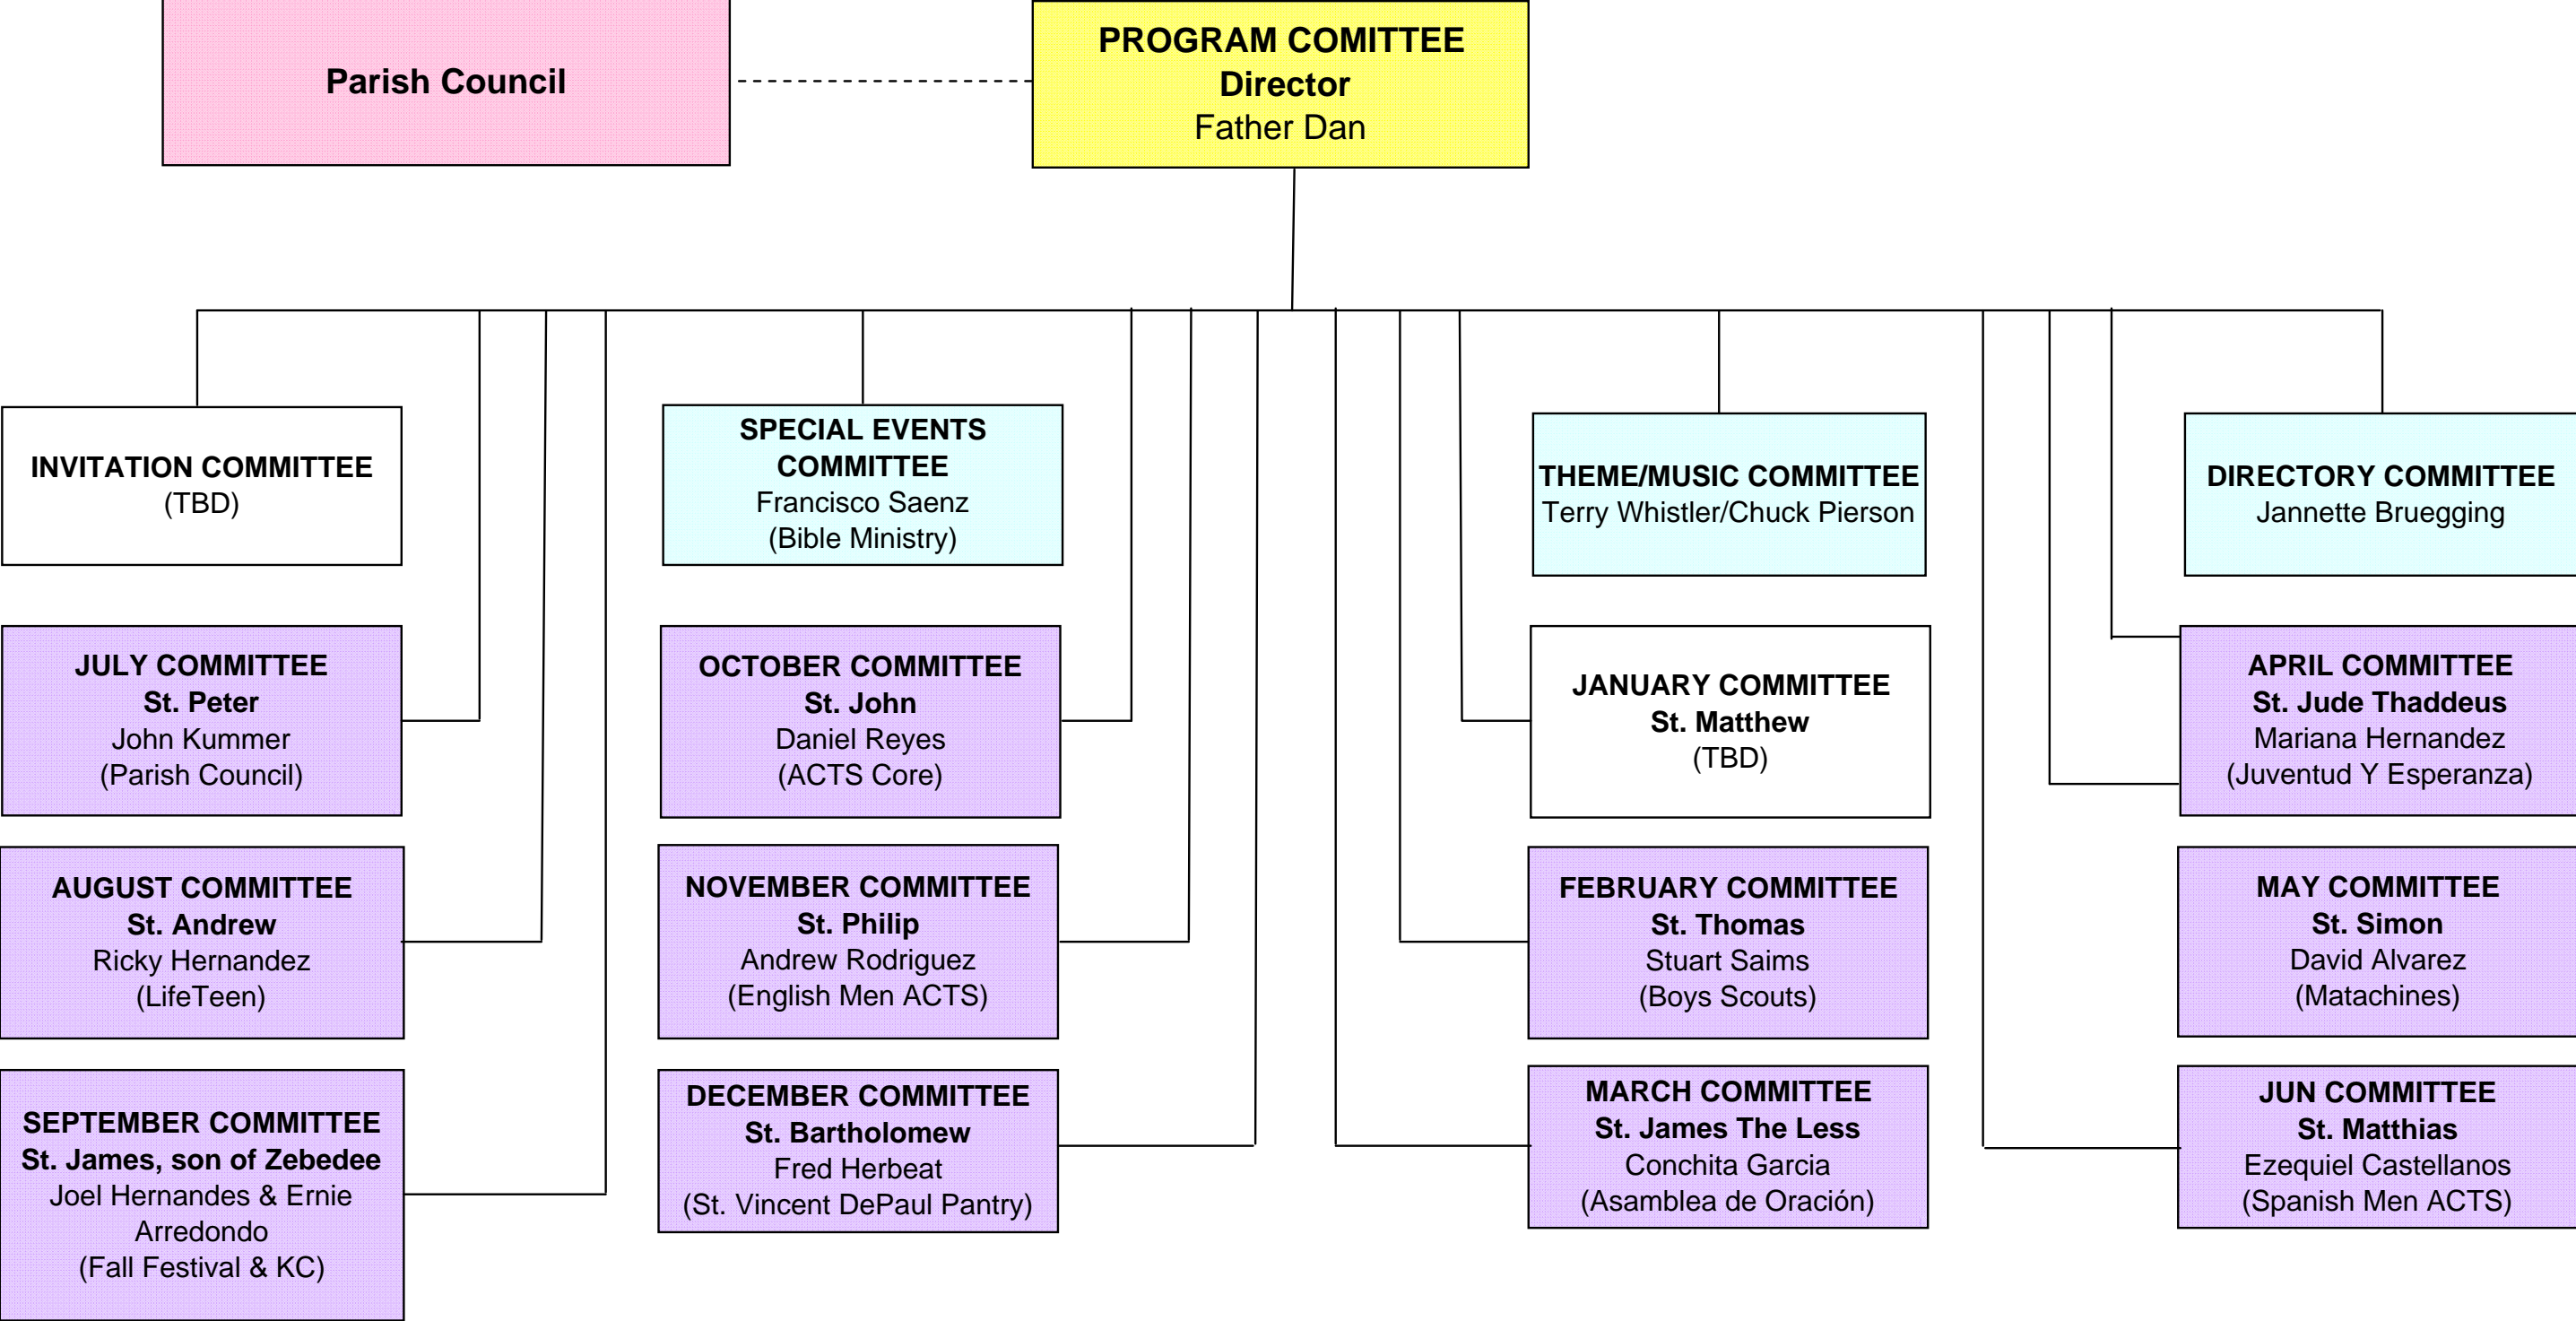 Parish Council
PROGRAM COMITTEE
Director
Father Dan
INVITATION COMMITTEE
(TBD)
SPECIAL EVENTS
COMMITTEE
Francisco Saenz
(Bible Ministry)
THEME/MUSIC COMMITTEE
Terry Whistler/Chuck Pierson
DIRECTORY COMMITTEE
Jannette Bruegging
JULY COMMITTEE
St. Peter
John Kummer
(Parish Council)
OCTOBER COMMITTEE
St. John
Daniel Reyes
(ACTS Core)
JANUARY COMMITTEE
St. Matthew
(TBD)
APRIL COMMITTEE
St. Jude Thaddeus
Mariana Hernandez
(Juventud Y Esperanza)
AUGUST COMMITTEE
St. Andrew
Ricky Hernandez
(LifeTeen)
NOVEMBER COMMITTEE
St. Philip
Andrew Rodriguez
(English Men ACTS)
FEBRUARY COMMITTEE
St. Thomas
Stuart Saims
(Boys Scouts)
MAY COMMITTEE
St. Simon
David Alvarez
(Matachines)
SEPTEMBER COMMITTEE
St. James, son of Zebedee
Joel Hernandes & Ernie
Arredondo
(Fall Festival & KC)
DECEMBER COMMITTEE
St. Bartholomew
Fred Herbeat
(St. Vincent DePaul Pantry)
MARCH COMMITTEE
St. James The Less
Conchita Garcia
(Asamblea de Oración)
JUN COMMITTEE
St. Matthias
Ezequiel Castellanos
(Spanish Men ACTS)